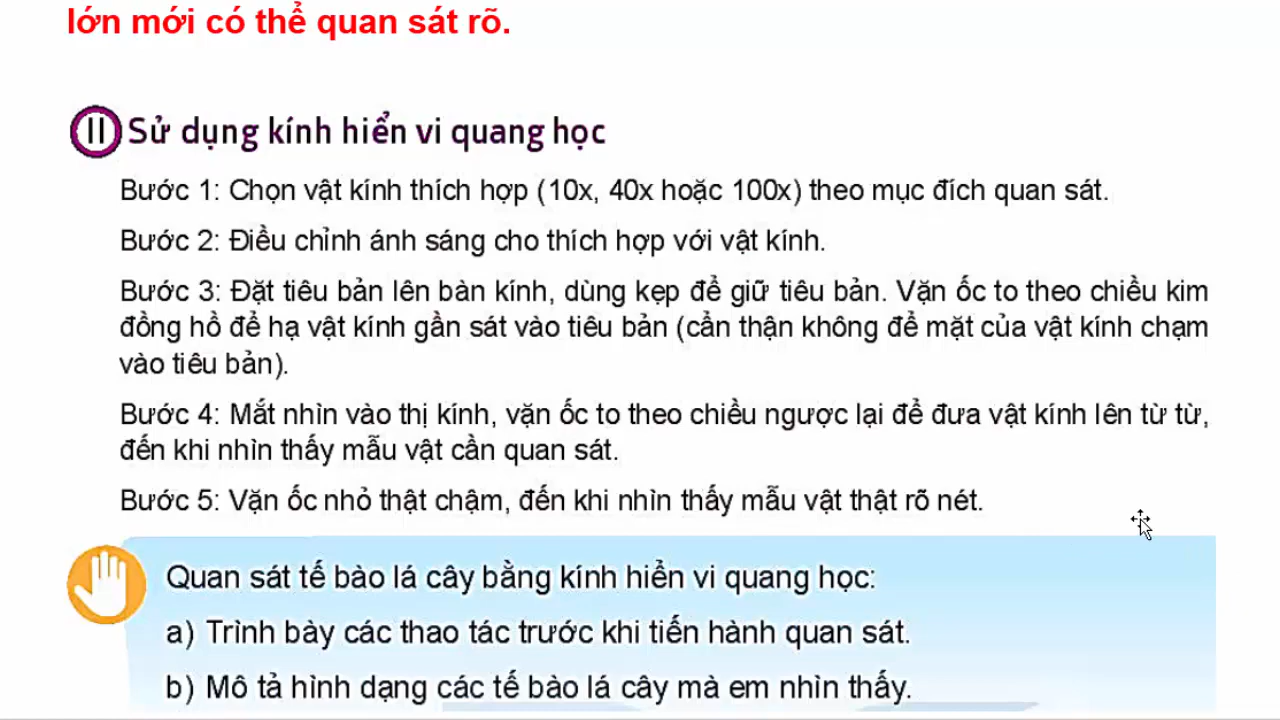 lớn mới có thể quan sát rõ.
II Sử dụng kính hiển vi quang học
Bước 1: Chọn vật kính thích hợp (10x, 40x hoặc 100x) theo mục đích quan sát.
Bước 2: Điều chỉnh ánh sáng cho thích hợp với vật kính.
Bước 3: Đặt tiêu bản lên bàn kính, dùng kẹp để giữ tiêu bản. Vặn ốc to theo chiều kim
đồng hồ để hạ vật kính gần sát vào tiêu bản (cẩn thận không để mặt của vật kính chạm
vào tiêu bản).
Bước 4: Mắt nhìn vào thị kính, vặn ốc to theo chiều ngược lại để đưa vật kính lên từ từ,
đến khi nhìn thấy mẫu vật cần quan sát.
Bước 5: Vặn ốc nhỏ thật chậm, đến khi nhìn thấy mẫu vật thật rõ nét.
Quan sát tế bào lá cây bằng kính hiển vi quang học:
a) Trình bày các thao tác trước khi tiến hành quan sát.
b) Mô tả hình dạng các tế bào lá cây mà em nhìn thấy.